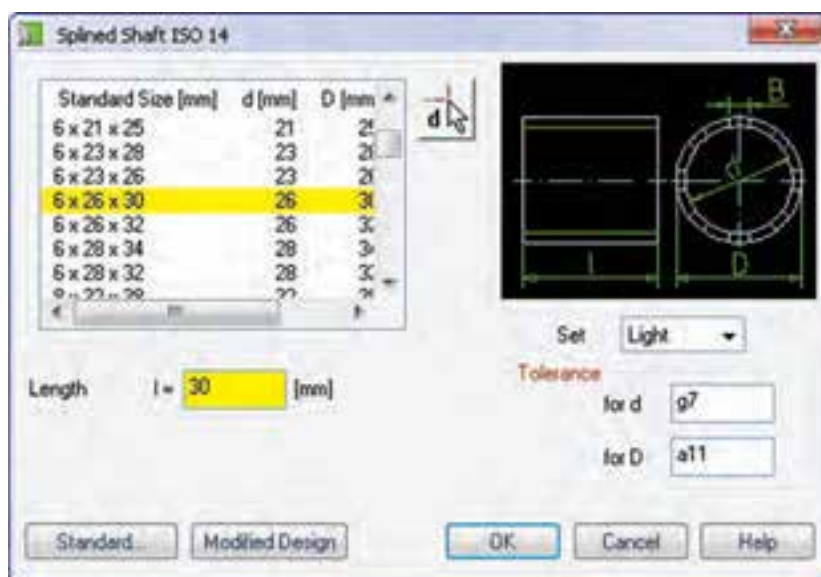 Splined Shaft ISO 14
Standard Size [mm] d [mm] D [mm
6 x 21 x 25 21
6 x 23 x 28 23
6 x 23 x 26 23
6 x 26 x 30 26
6 x 26 x 32 26
6 x 28 x 34 28
6 x 28 x 32 28
d
B
d
l
D
Set Light
Length l = 30 [mm]
Tolerance
for d g7
for D a11
Standard... Modified Design OK Cancel Help